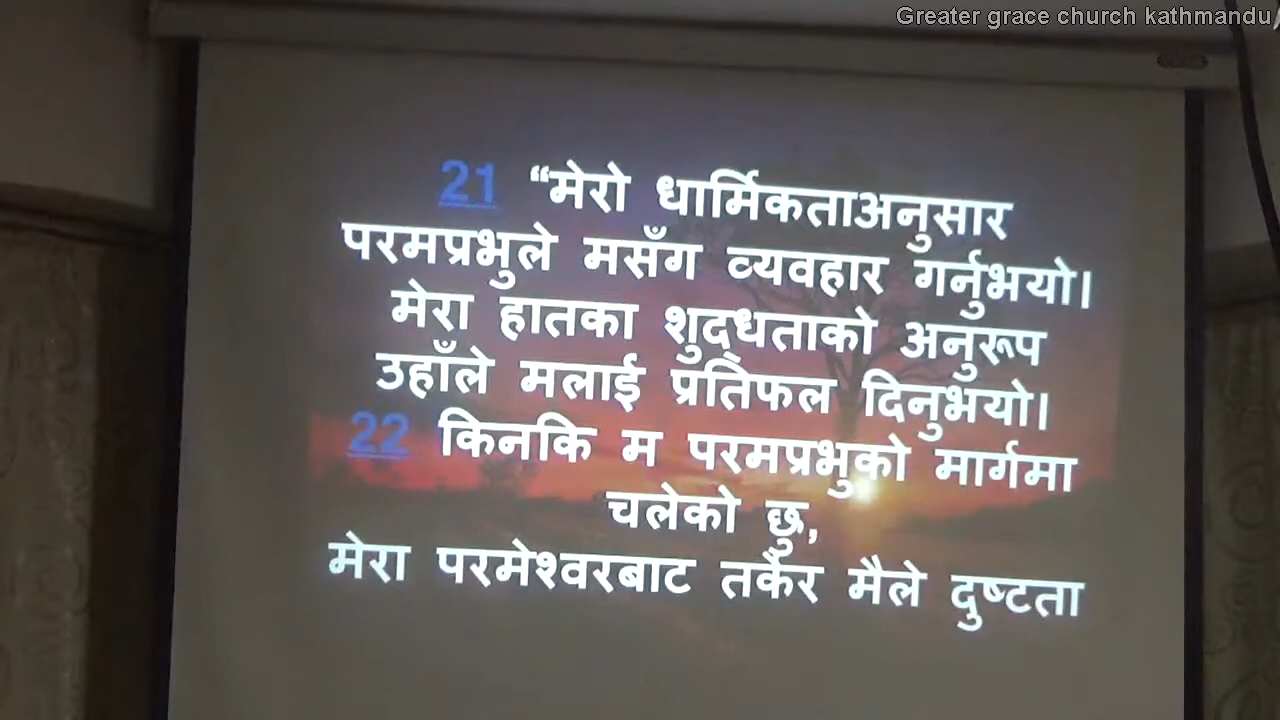 Greater grace church kathmandu/
21 “मेरो धार्मिकताअनुसार
परमप्रभुले मसँग व्यवहार गर्नुभयो।
मेरा हातका शुद्धताको अनुरूप
उहाँले मलाई प्रतिफल दिनुभयो।
22 किनकि म परमप्रभुको मार्गमा
चलेको छु,
मेरा परमेश्वरबाट तर्केर मैले दुष्टता